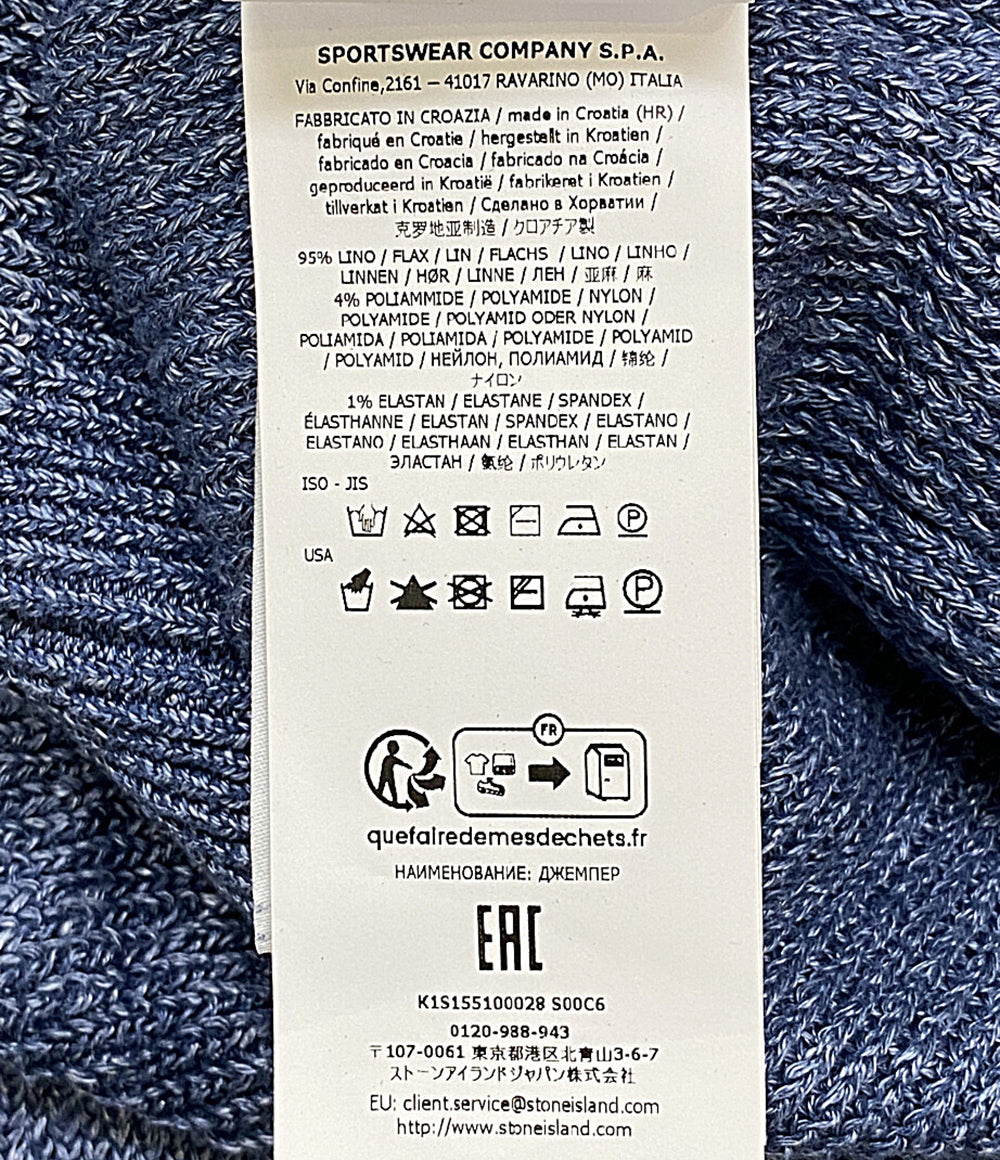 SPORTSWEAR COMPANY S.P.A.
Via Confine,2161 – 41017 RAVARINO (MO) ITALIA
FABBRICATO IN CROAZIA / made in Croatia (HR) /
fabriqué en Croatie / hergestellt in Kroatien /
fabricado en Croacia / fabricado na Croácia /
geproduceerd in Kroatië / fabrikeret i Kroatien /
tillverkat i Kroatien / Сделано в Хорватии /
克罗地亚制造 / クロアチア製
95% LINO / FLAX / LIN / FLACHS / LINO / LINHO /
LINNEN / HØR / LINNE / ЛЕН / 亚麻 / 麻
4% POLIAMMIDE / POLYAMIDE / NYLON /
POLYAMIDE / POLYAMID ODER NYLON /
POLIAMIDA / POLIAMIDA / POLYAMIDE / POLYAMID
/ POLYAMID / НЕЙЛОН, ПОЛИАМИД / 锦纶 /
ナイロン
1% ELASTAN / ELASTANE / SPANDEX /
ÉLASTHANNE / ELASTAN / SPANDEX / ELASTANO /
ELASTANO / ELASTHAAN / ELASTHAN / ELASTAN /
ЭЛАСТАН / 氨纶 / ポリウレタン
ISO - JIS
P
USA
P
FR
quefairedemesdechets.fr
НАИМЕНОВАНИЕ: ДЖЕМПЕР
EAC
K1S155100028 S00C6
0120-988-943
〒107-0061 東京都港区北青山3-6-7
ストーンアイランドジャパン株式会社
EU: client.service@stoneisland.com
http://www.stoneisland.com